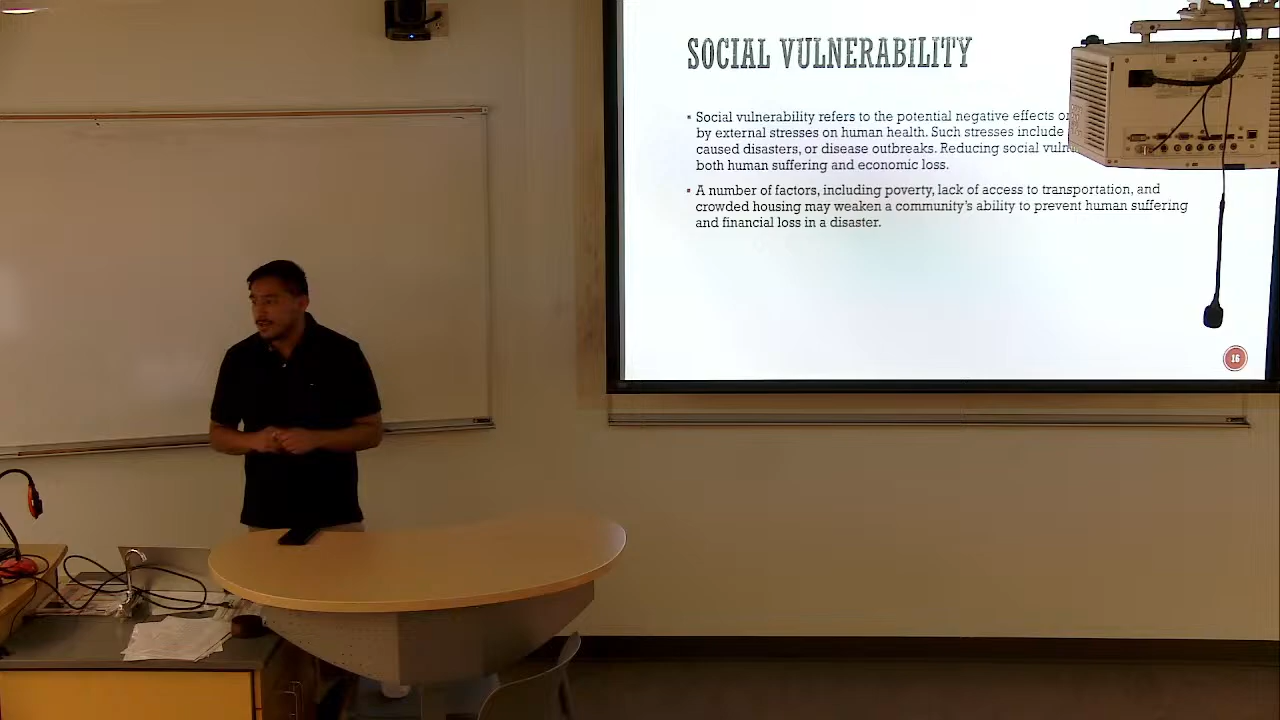 SOCIAL VULNERABILITY
Social vulnerability refers to the potential negative effects
by external stresses on human health. Such stresses include
caused disasters, or disease outbreaks. Reducing social
both human suffering and economic loss.
A number of factors, including poverty, lack of access to transportation, and
crowded housing may weaken a community's ability to prevent human suffering
and financial loss in a disaster.
16